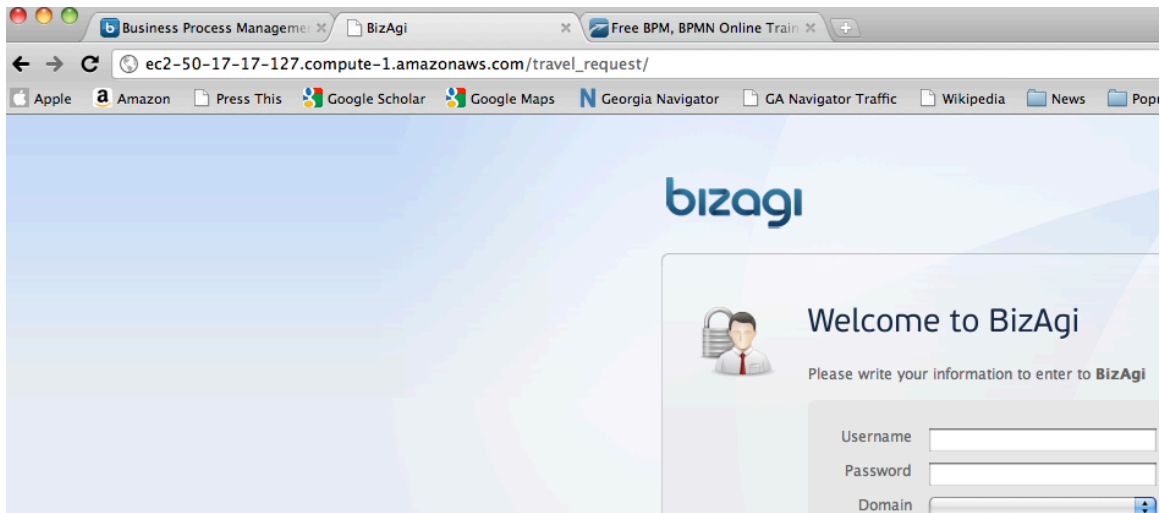 Business Process Managemer
BizAgi
Free BPM, BPMN Online Train
ec2-50-17-17-127.compute-1.amazonaws.com/travel_request/
Apple
Amazon
Press This
Google Scholar
Google Maps
Georgia Navigator
GA Navigator Traffic
Wikipedia
News
Popu
bizagi
Welcome to BizAgi
Please write your information to enter to BizAgi
Username
Password
Domain